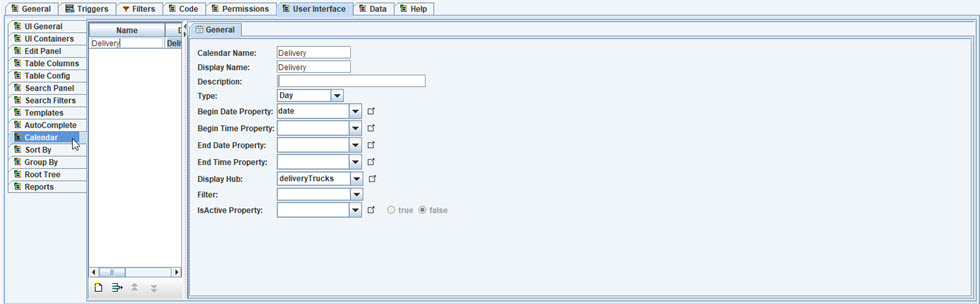 General Triggers Filters Code Permissions User Interface Data Help
UI General
UI Containers
Edit Panel
Table Columns
Table Config
Search Panel
Search Filters
Templates
AutoComplete
Calendar
Sort By
Group By
Root Tree
Reports
Name D
Delivery Deli
General
Calendar Name: Delivery
Display Name: Delivery
Description:
Type: Day
Begin Date Property: date
Begin Time Property:
End Date Property:
End Time Property:
Display Hub: deliveryTrucks
Filter:
IsActive Property: true false